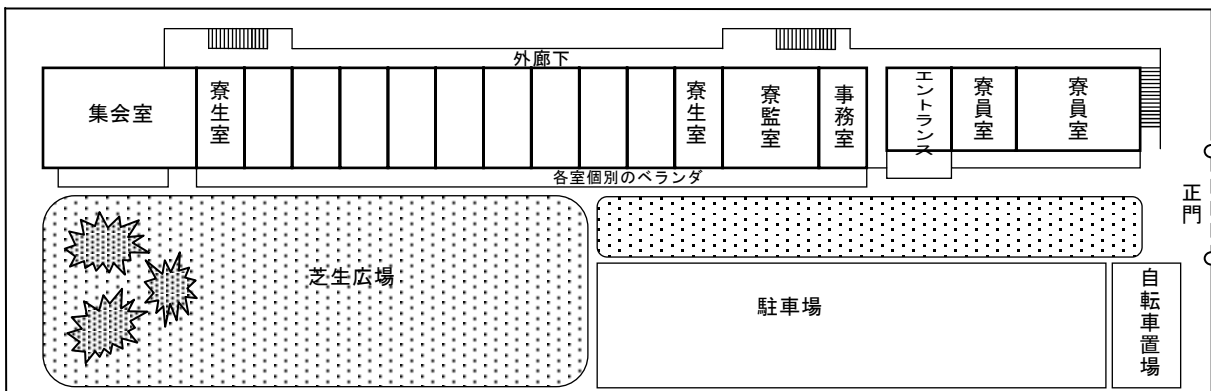 外廊下
集会室
寮生室
寮生室
寮監室
事務室
エントランス
寮員室
寮員室
各室個別のベランダ
正門
芝生広場
駐車場
自転車置場